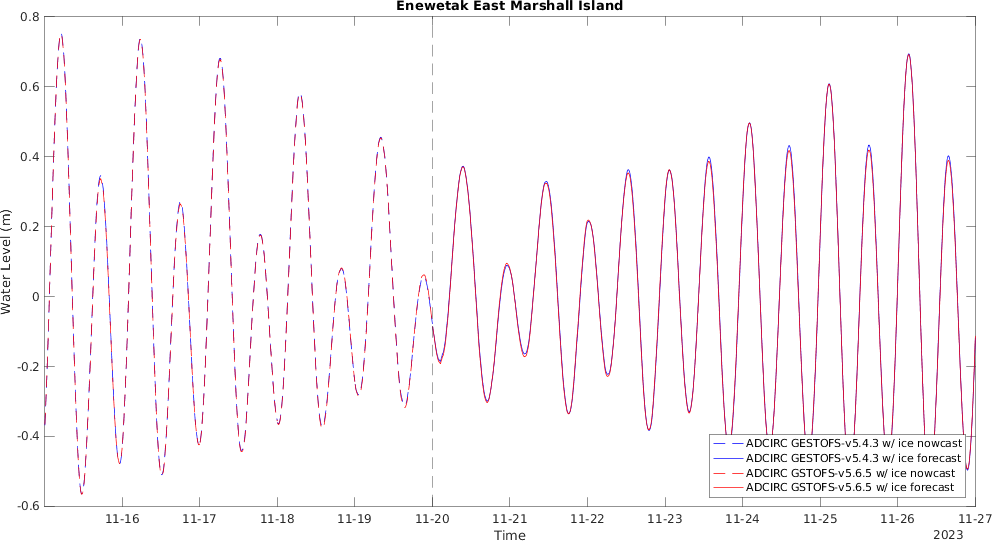 Enewetak East Marshall Island
0.8
0.6
0.4
0.2
0
-0.2
-0.4
-0.6
Water Level (m)
ADCIRC GESTOFS-v5.4.3 w/ ice nowcast
ADCIRC GESTOFS-v5.4.3 w/ ice forecast
ADCIRC GSTOFS-v5.6.5 w/ ice nowcast
ADCIRC GSTOFS-v5.6.5 w/ ice forecast
11-16 11-17 11-18 11-19 11-20 11-21 11-22 11-23 11-24 11-25 11-26 11-27
Time
2023